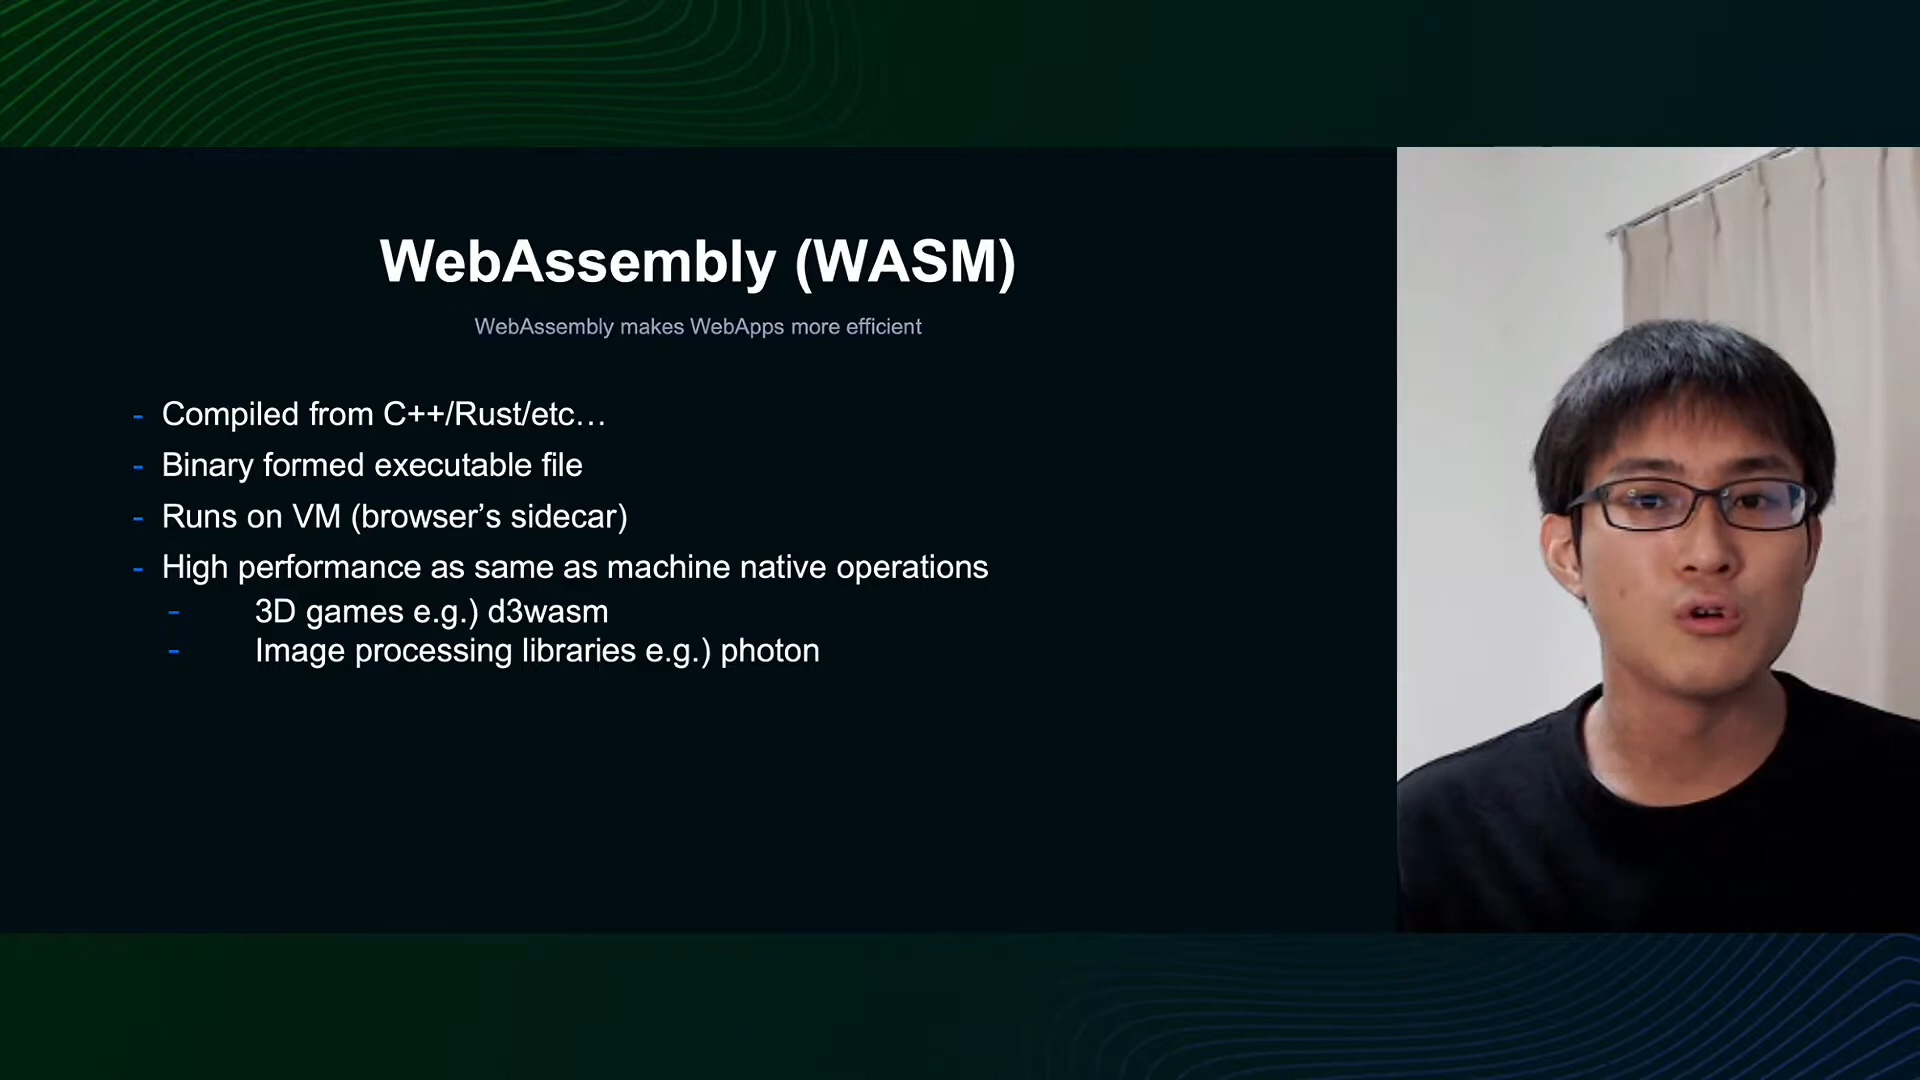 WebAssembly (WASM)
WebAssembly makes WebApps more efficient
- Compiled from C++/Rust/etc…
- Binary formed executable file
- Runs on VM (browser’s sidecar)
- High performance as same as machine native operations
- 3D games e.g.) d3wasm
- Image processing libraries e.g.) photon